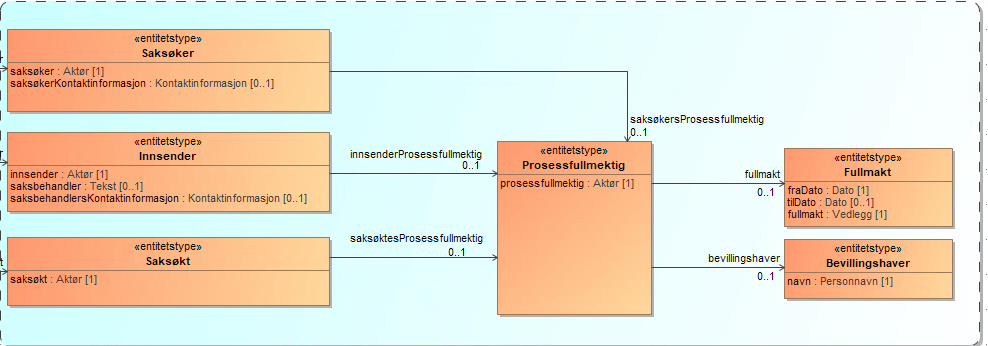 «entitetstype»
Saksøker
saksøker : Aktør [1]
saksøkerKontaktinformasjon : Kontaktinformasjon [0..1]
saksøkersProsessfullmektig
0..1
«entitetstype»
Innsender
innsender : Aktør [1]
saksbehandler : Tekst [0..1]
saksbehandlersKontaktinformasjon : Kontaktinformasjon [0..1]
innsenderProsessfullmektig
0..1
«entitetstype»
Prosessfullmektig
prosessfullmektig : Aktør [1]
fullmakt
0..1
«entitetstype»
Fullmakt
fraDato : Dato [1]
tilDato : Dato [0..1]
fullmakt : Vedlegg [1]
«entitetstype»
Saksøkt
saksøkt : Aktør [1]
saksøktesProsessfullmektig
0..1
bevillingshaver
0..1
«entitetstype»
Bevillingshaver
navn : Personnavn [1]